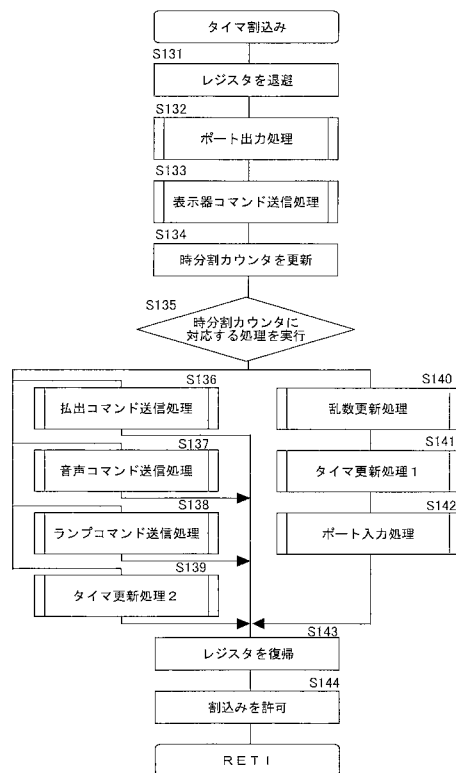 タイマ割込み
S131
レジスタを退避
S132
ポート出力処理
S133
表示器コマンド送信処理
S134
時分割カウンタを更新
S135
時分割カウンタに
対応する処理を実行
S136
払出コマンド送信処理
S137
音声コマンド送信処理
S138
ランプコマンド送信処理
S139
タイマ更新処理2
S140
乱数更新処理
S141
タイマ更新処理1
S142
ポート入力処理
S143
レジスタを復帰
S144
割込みを許可
RETI